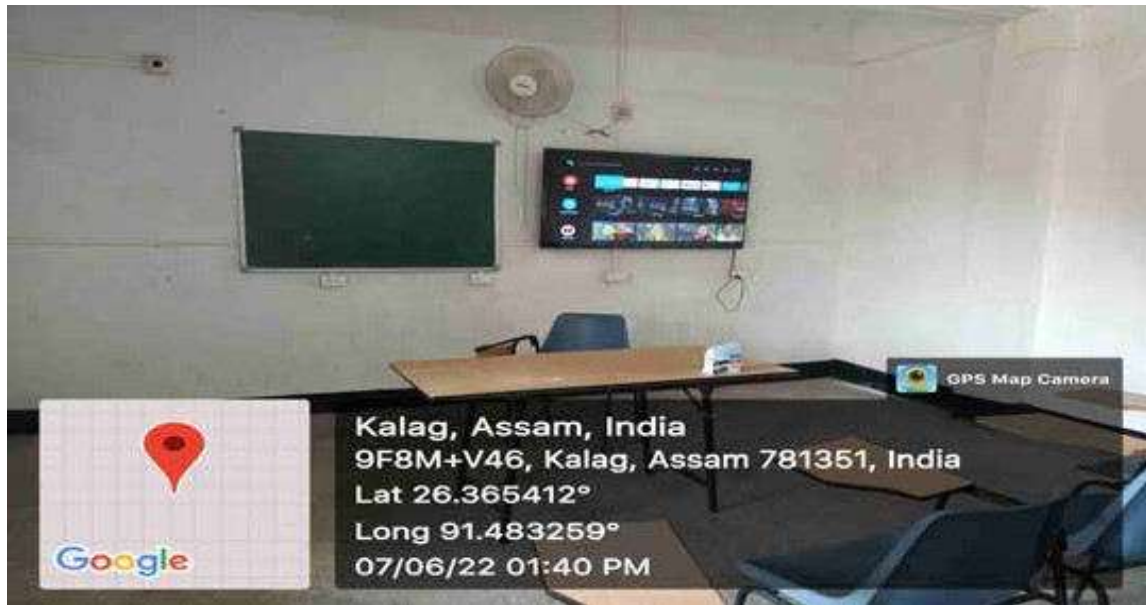 GPS Map Camera
Kalag, Assam, India
9F8M+V46, Kalag, Assam 781351, India
Lat 26.365412°
Long 91.483259°
07/06/22 01:40 PM
Google